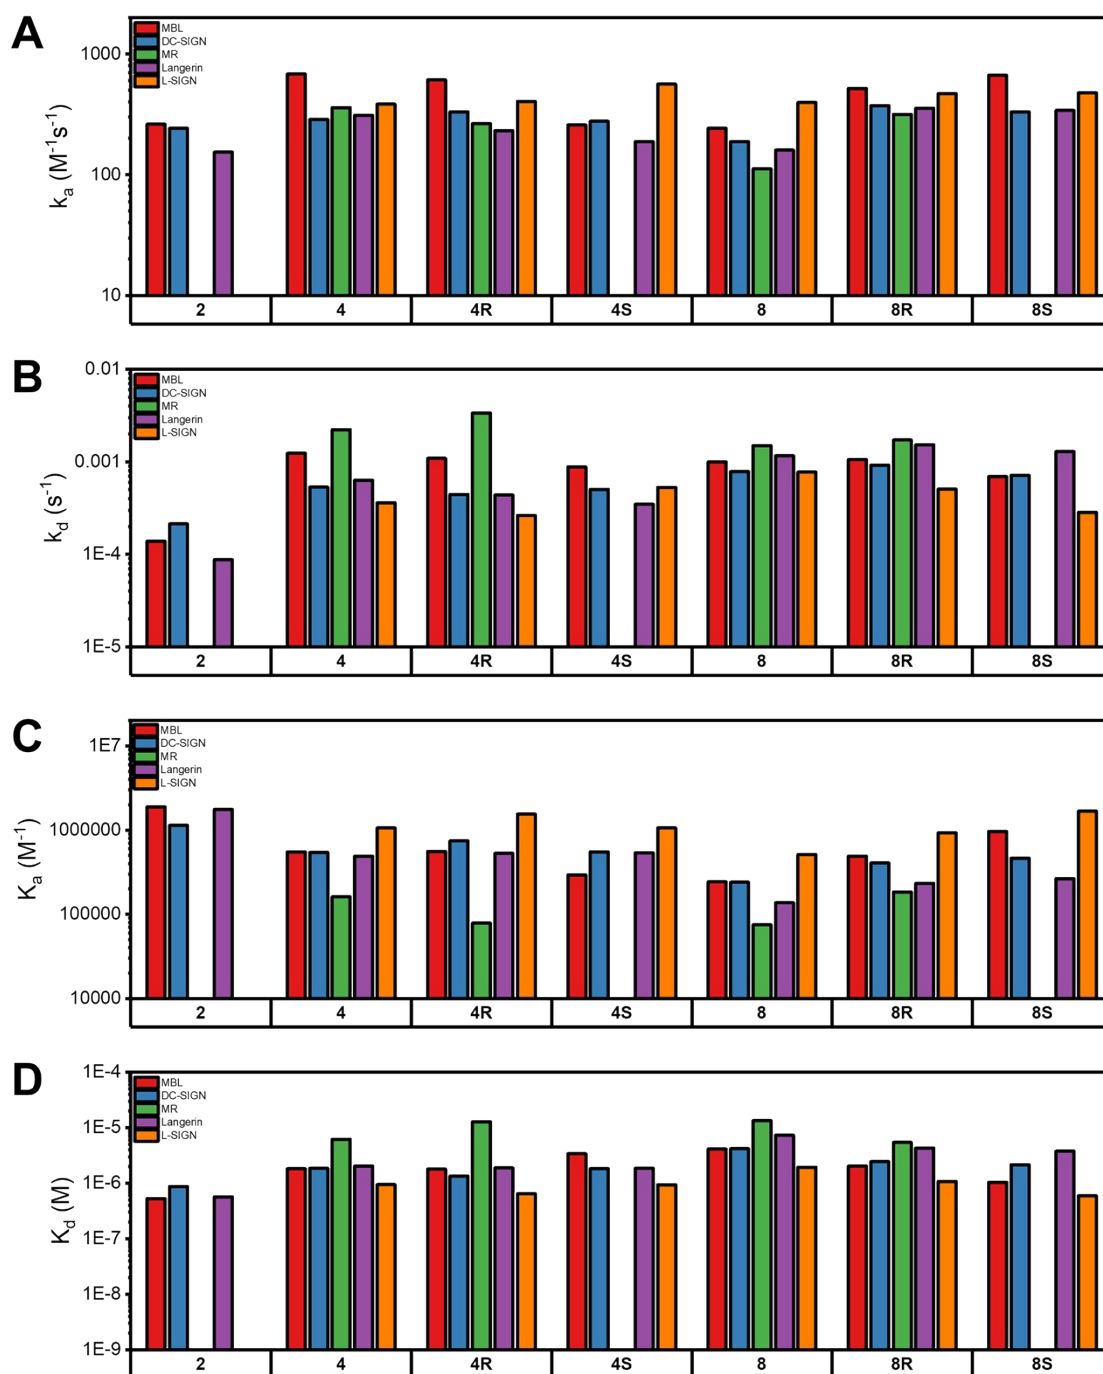 A
MBL
DC-SIGN
MR
Langerin
L-SIGN
1000
100
10
ka (M-1s-1)
2 4 4R 4S 8 8R 8S
B
MBL
DC-SIGN
MR
Langerin
L-SIGN
0.01
0.001
1E-4
1E-5
kd (s-1)
2 4 4R 4S 8 8R 8S
C
MBL
DC-SIGN
MR
Langerin
L-SIGN
1E7
1000000
100000
10000
Ka (M-1)
2 4 4R 4S 8 8R 8S
D
MBL
DC-SIGN
MR
Langerin
L-SIGN
1E-4
1E-5
1E-6
1E-7
1E-8
1E-9
Kd (M)
2 4 4R 4S 8 8R 8S